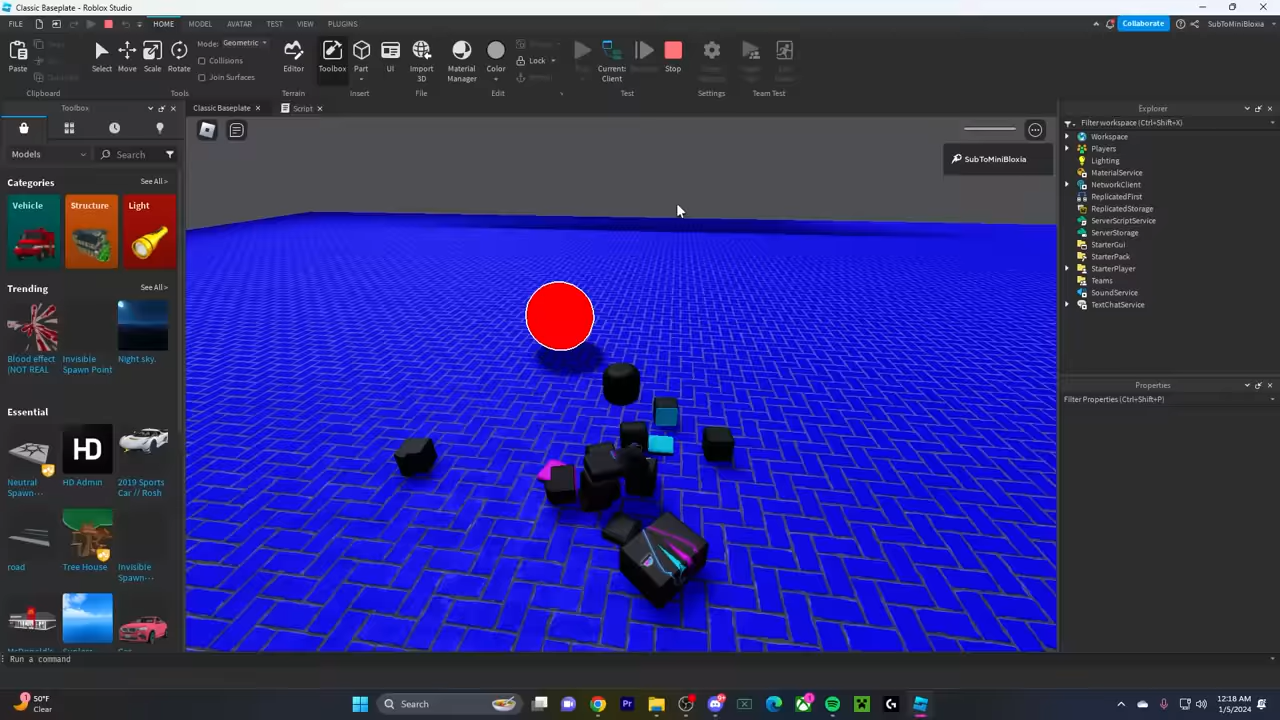 Classic Baseplate - Roblox Studio
FILE
HOME
MODEL
AVATAR
TEST
VIEW
PLUGINS
Collaborate
SubToMiniBloxia
Paste
Select
Move
Scale
Rotate
Mode: Geometric
Collisions
Join Surfaces
Editor
Toolbox
Part
UI
Import
3D
Material
Manager
Color
Lock
Current:
Client
Stop
Clipboard
Tools
Terrain
Insert
File
Edit
Test
Settings
Team Test
Toolbox
Classic Baseplate
Script
Explorer
Filter workspace (Ctrl+Shift+X)
Models
Search
Categories
See All >
Vehicle
Structure
Light
Trending
See All >
Blood effect
(NOT REAL
Invisible
Spawn Point
Night sky.
Essential
See All >
Neutral
Spawn---
HD
HD Admin
2019 Sports
Car // Rosh
road
Tree House
Invisible
Spawn---
SubToMiniBloxia
Workspace
Players
Lighting
MaterialService
NetworkClient
ReplicatedFirst
ReplicatedStorage
ServerScriptService
ServerStorage
StarterGui
StarterPack
StarterPlayer
Teams
SoundService
TextChatService
Properties
Filter Properties (Ctrl+Shift+P)
Run a command
50°F
Clear
Search
12:18 AM
1/5/2024